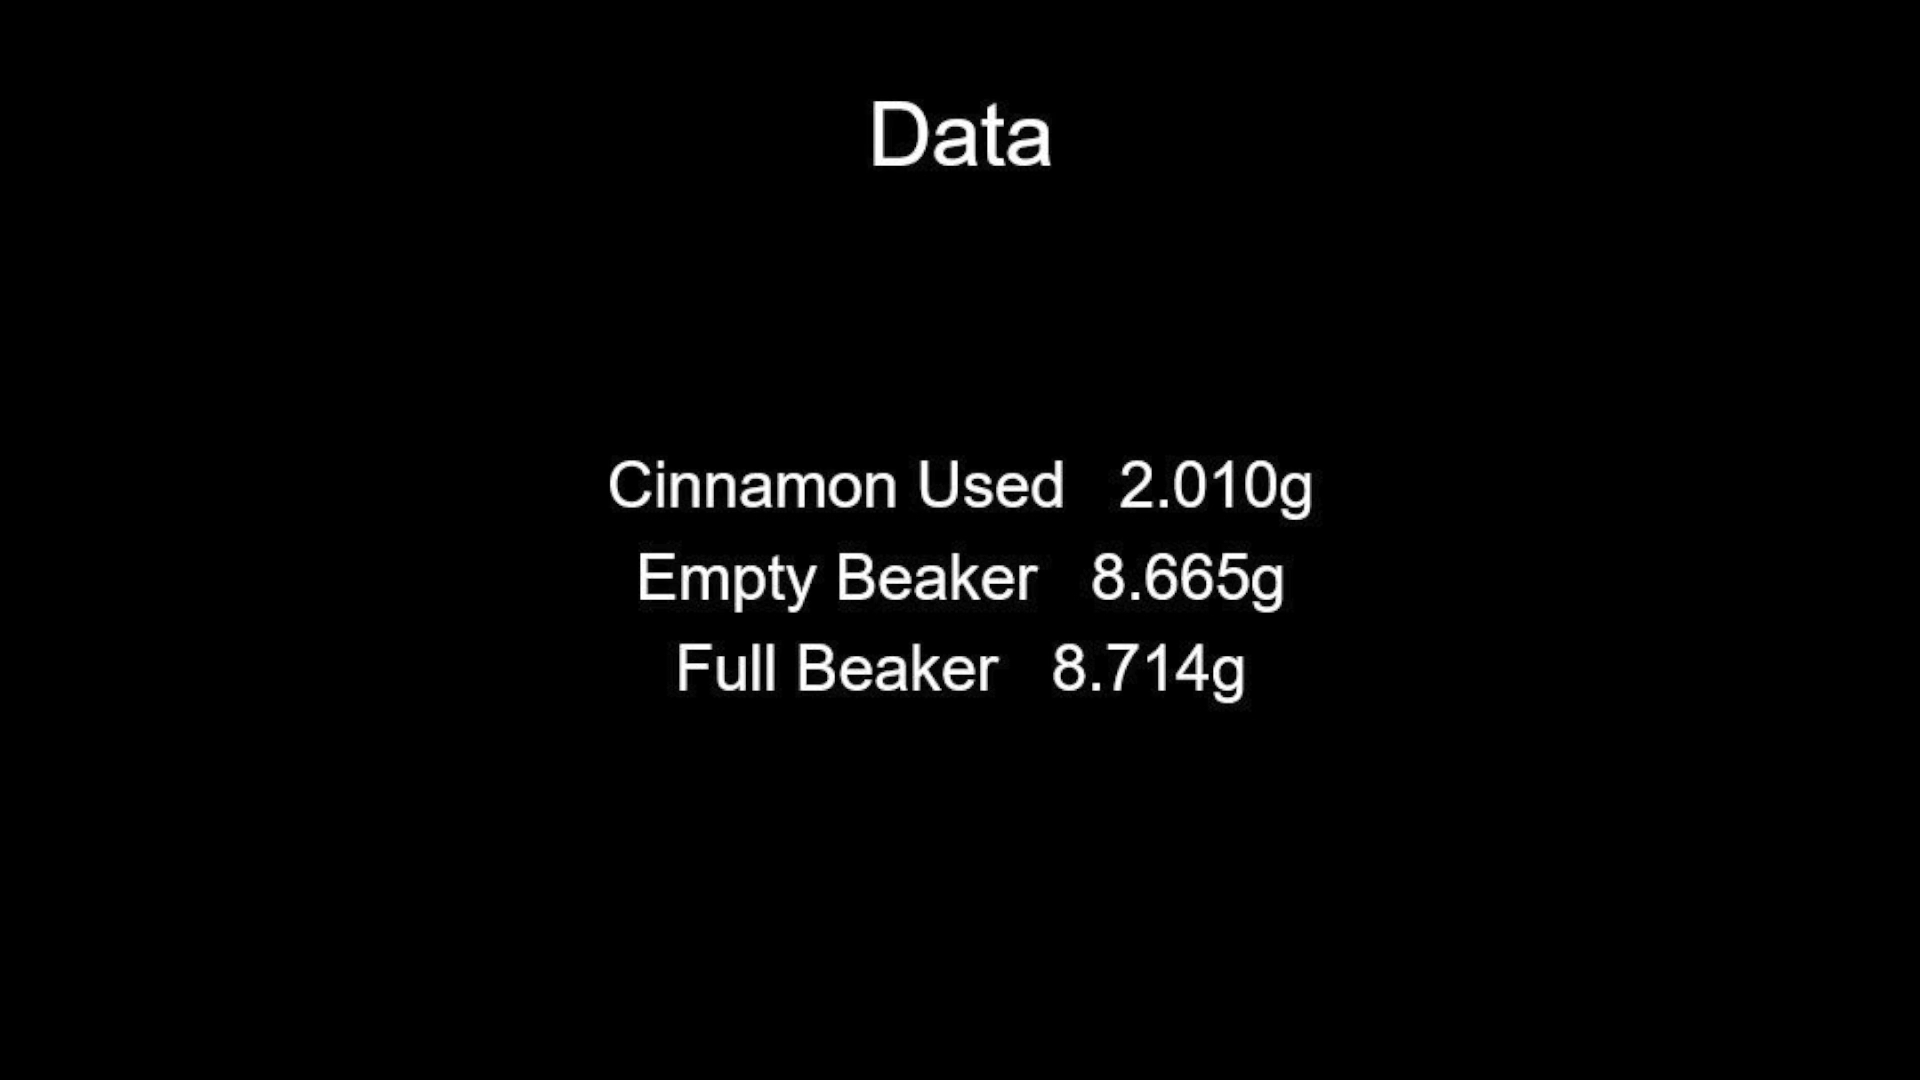 Data
Cinnamon Used 2.010g
Empty Beaker 8.665g
Full Beaker 8.714g